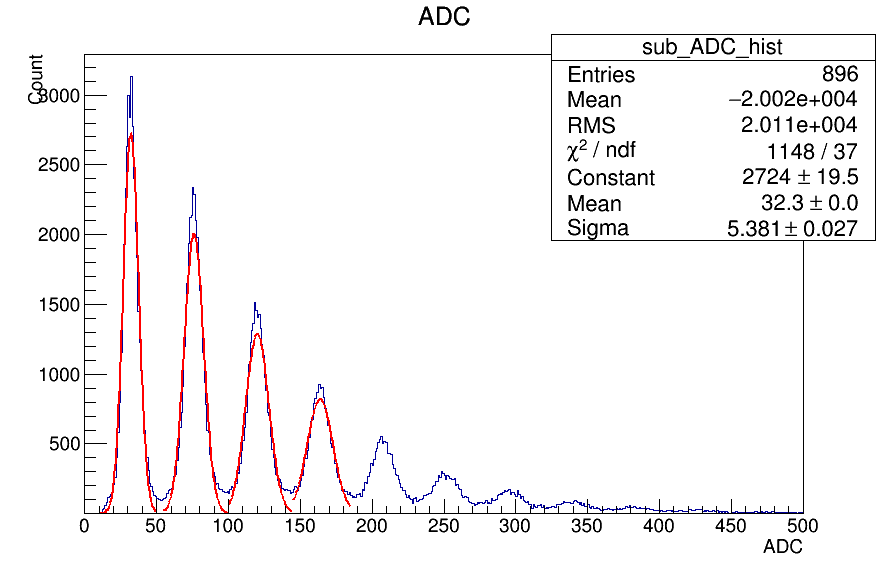 ADC
sub_ADC_hist
Entries 896
Mean −2.002e+004
RMS 2.011e+004
χ² / ndf 1148 / 37
Constant 2724 ± 19.5
Mean 32.3 ± 0.0
Sigma 5.381 ± 0.027
Count
3000
2500
2000
1500
1000
500
0 50 100 150 200 250 300 350 400 450 500
ADC